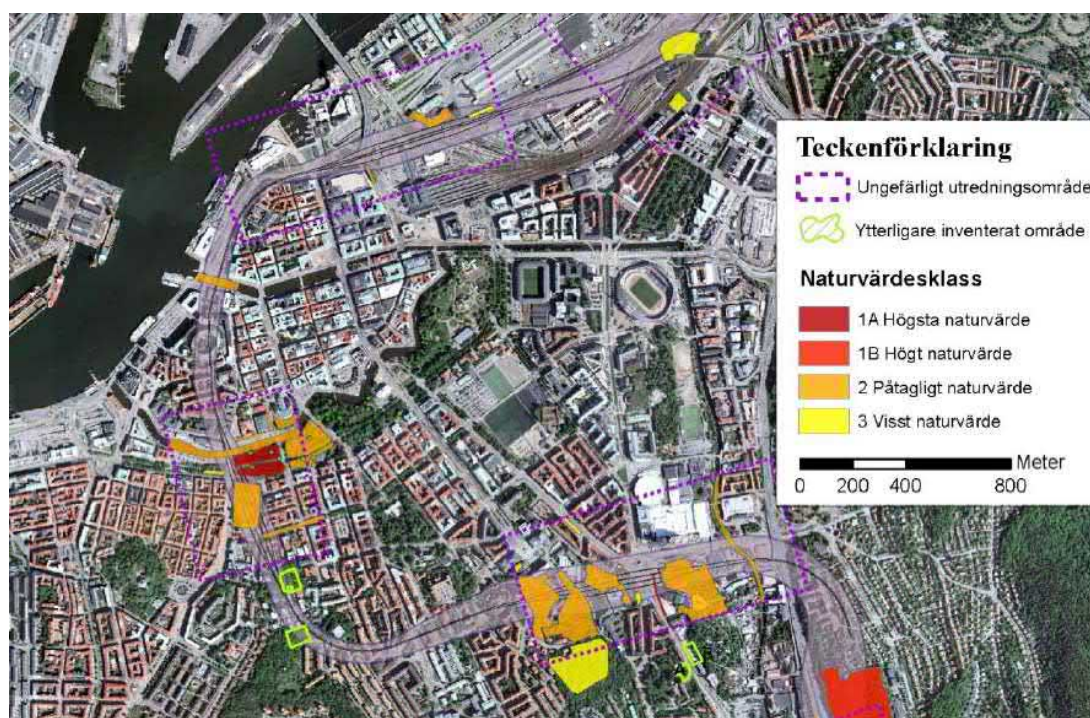 Teckenförklaring
Ungefärligt utredningsområde
Ytterligare inventerat område
Naturvärdesklass
1A Högsta naturvärde
1B Högt naturvärde
2 Påtagligt naturvärde
3 Visst naturvärde
Meter
0 200 400 800